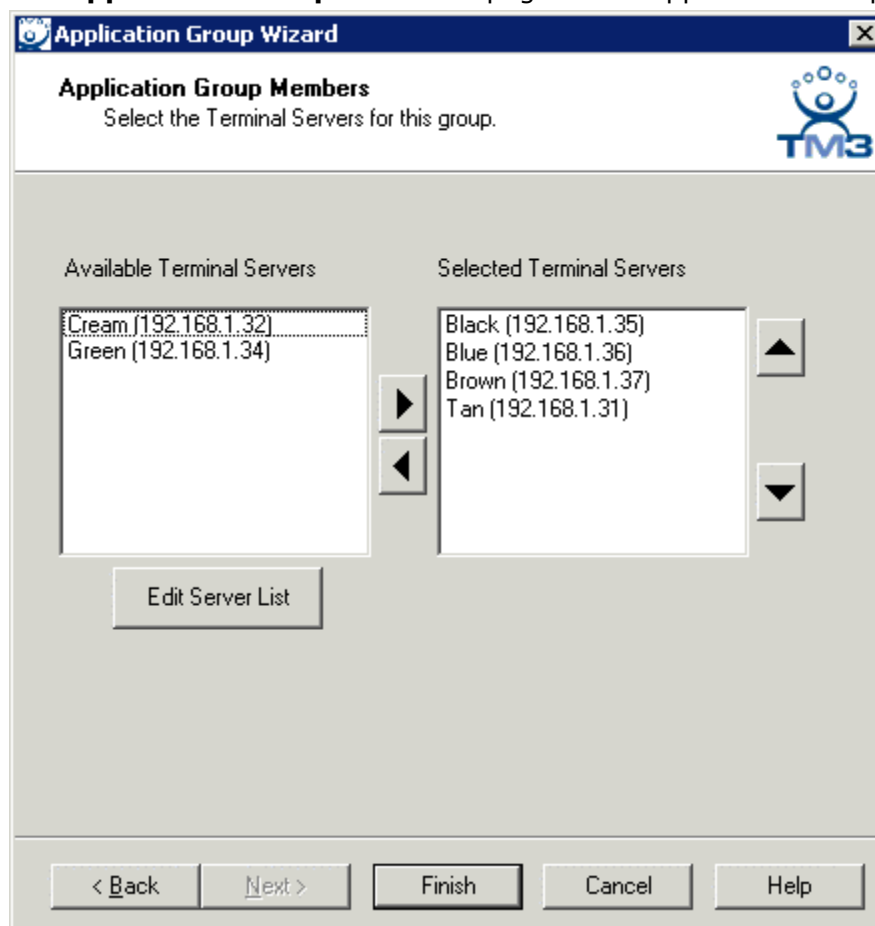 Application Group Wizard
Application Group Members
Select the Terminal Servers for this group.
TM3
Available Terminal Servers
Selected Terminal Servers
Cream (192.168.1.32)
Green (192.168.1.34)
Black (192.168.1.35)
Blue (192.168.1.36)
Brown (192.168.1.37)
Tan (192.168.1.31)
Edit Server List
< Back
Next >
Finish
Cancel
Help